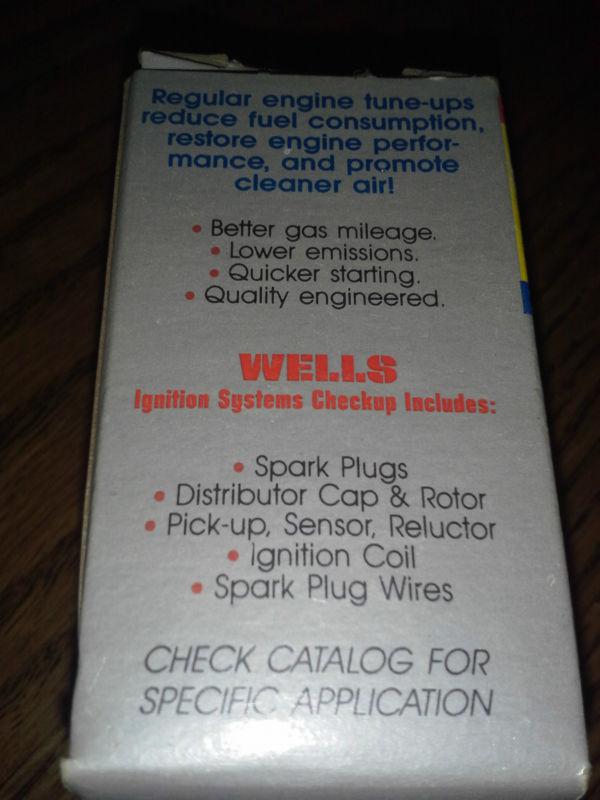 Regular engine tune-ups
reduce fuel consumption,
restore engine perfor-
mance, and promote
cleaner air!
• Better gas mileage.
• Lower emissions.
• Quicker starting.
• Quality engineered.
WELLS
Ignition Systems Checkup Includes:
• Spark Plugs
• Distributor Cap & Rotor
• Pick-up, Sensor, Reluctor
• Ignition Coil
• Spark Plug Wires
CHECK CATALOG FOR
SPECIFIC APPLICATION